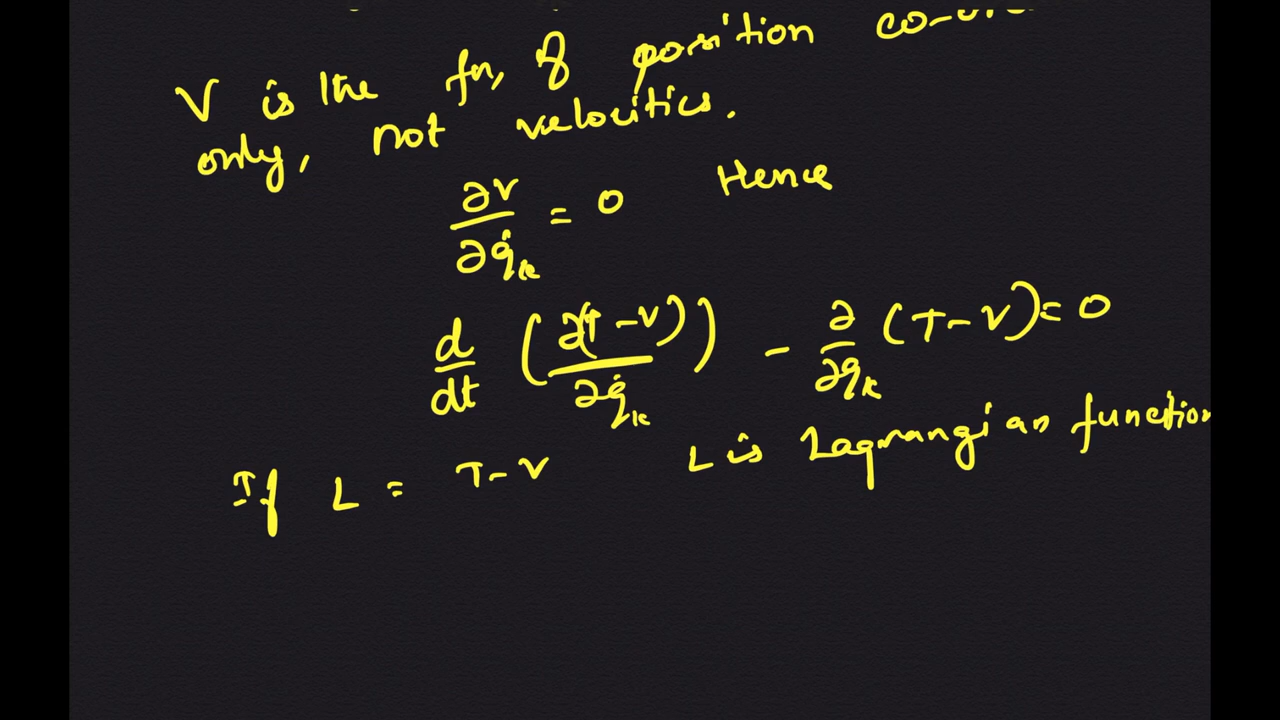 V is the fn, of position co-
only, not velocities.
∂V/∂q̇ₖ = 0 Hence
d/dt (∂(T-V)/∂q̇ₖ) - ∂/∂qₖ (T-V) = 0
If L = T-V L is Lagrangian function